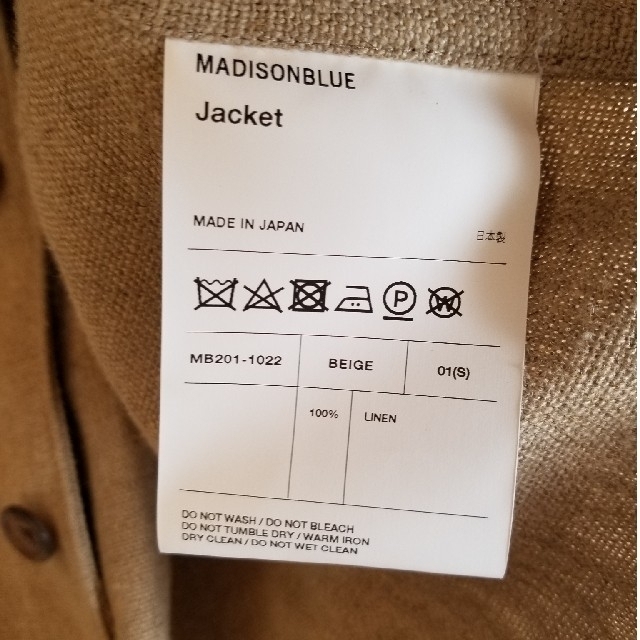 MADISONBLUE
Jacket
MADE IN JAPAN 日本製
P W
MB201-1022 BEIGE 01(S)
100% LINEN
DO NOT WASH / DO NOT BLEACH
DO NOT TUMBLE DRY / WARM IRON
DRY CLEAN / DO NOT WET CLEAN